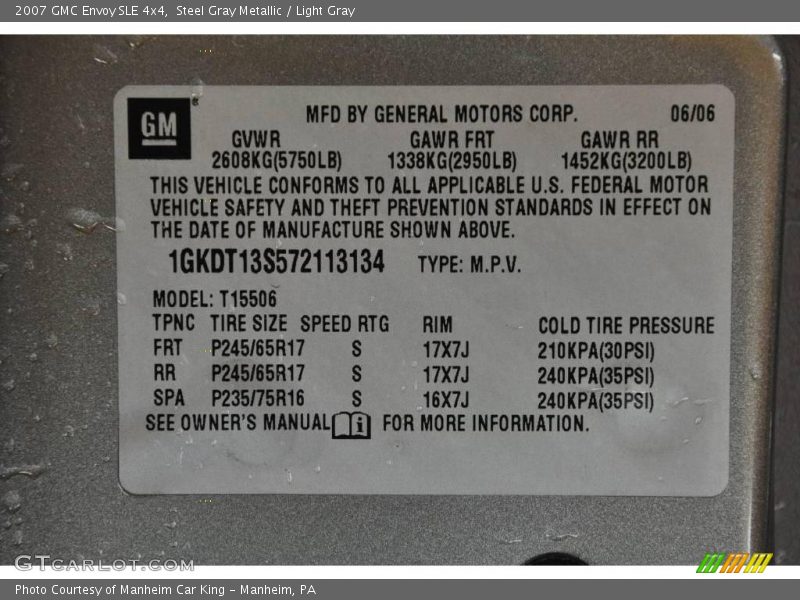 2007 GMC Envoy SLE 4x4, Steel Gray Metallic / Light Gray
GM
MFD BY GENERAL MOTORS CORP. 06/06
GVWR GAWR FRT GAWR RR
2608KG(5750LB) 1338KG(2950LB) 1452KG(3200LB)
THIS VEHICLE CONFORMS TO ALL APPLICABLE U.S. FEDERAL MOTOR
VEHICLE SAFETY AND THEFT PREVENTION STANDARDS IN EFFECT ON
THE DATE OF MANUFACTURE SHOWN ABOVE.
1GKDT13S572113134 TYPE: M.P.V.
MODEL: T15506
TPNC TIRE SIZE SPEED RTG RIM COLD TIRE PRESSURE
FRT P245/65R17 S 17X7J 210KPA(30PSI)
RR P245/65R17 S 17X7J 240KPA(35PSI)
SPA P235/75R16 S 16X7J 240KPA(35PSI)
SEE OWNER'S MANUAL i FOR MORE INFORMATION.
GTCARLOT.COM
Photo Courtesy of Manheim Car King - Manheim, PA